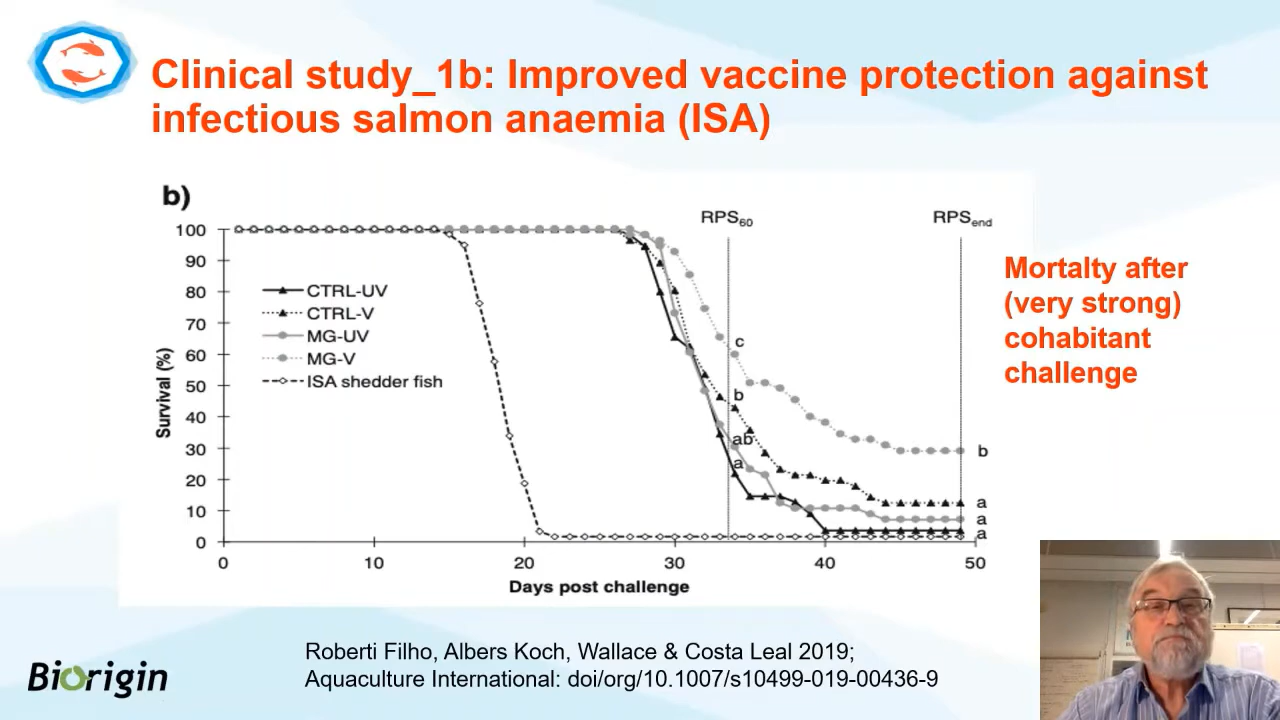 Clinical study_1b: Improved vaccine protection against
infectious salmon anaemia (ISA)
b)
RPS60
RPSend
100
90
80
70
60
50
40
30
20
10
0
Survival (%)
CTRL-UV
CTRL-V
MG-UV
MG-V
ISA shedder fish
c
b
ab
a
b
a
a
a
0
10
20
30
40
50
Days post challenge
Mortalty after
(very strong)
cohabitant
challenge
Roberti Filho, Albers Koch, Wallace & Costa Leal 2019;
Aquaculture International: doi/org/10.1007/s10499-019-00436-9
Biorigin